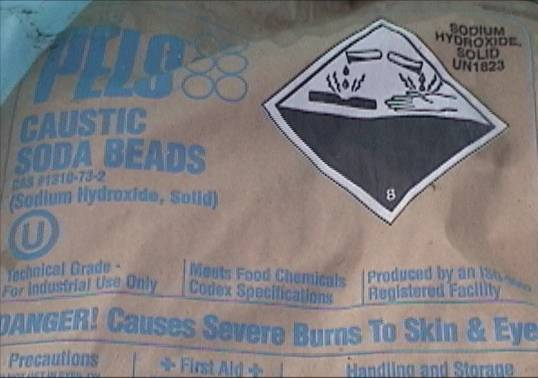 PELS
CAUSTIC
SODA BEADS
CAS #1310-73-2
(Sodium Hydroxide, Solid)
U
SODIUM
HYDROXIDE,
SOLID
UN1823
8
Technical Grade -
For Industrial Use Only
Meets Food Chemicals
Codex Specifications
Produced by an ISO
Registered Facility
DANGER! Causes Severe Burns To Skin & Eye
Precautions
+ First Aid +
Handling and Storage